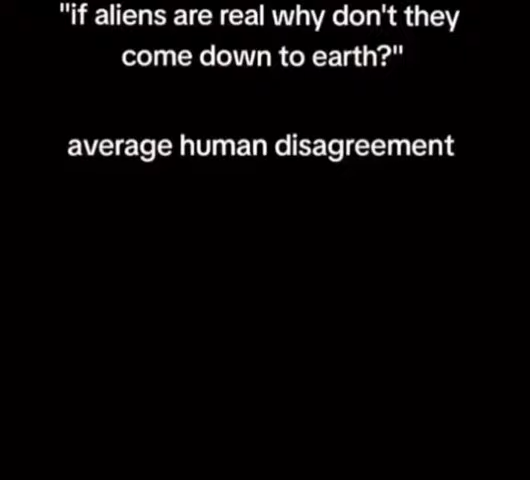 "if aliens are real why don't they
come down to earth?"
average human disagreement